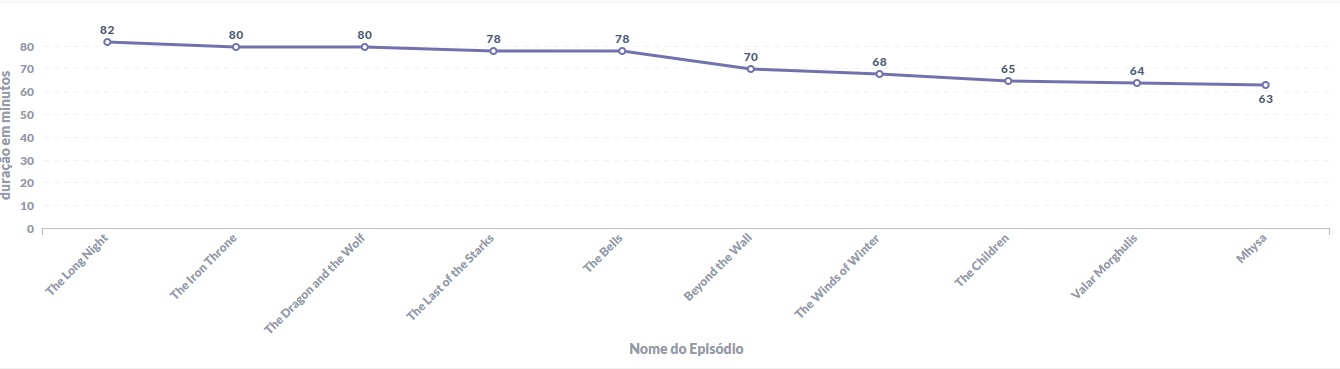 82
80
80
78
78
70
68
65
64
63
80
70
60
50
40
30
20
10
0
duração em minutos
The Long Night
The Iron Throne
The Dragon and the Wolf
The Last of the Starks
The Bells
Beyond the Wall
The Winds of Winter
The Children
Valar Morghulis
Mhysa
Nome do Episódio